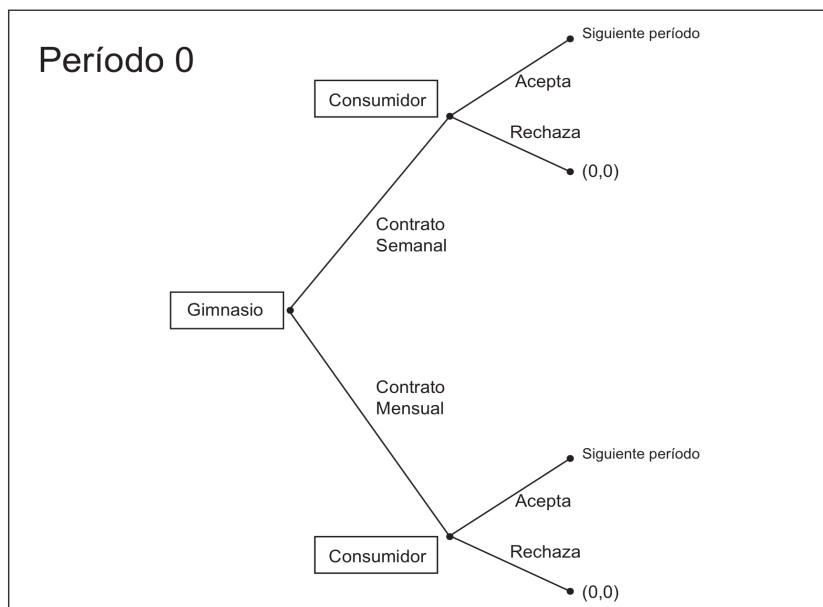 Período 0
Siguiente período
Consumidor
Acepta
Rechaza
(0,0)
Contrato
Semanal
Gimnasio
Contrato
Mensual
Siguiente período
Acepta
Consumidor
Rechaza
(0,0)